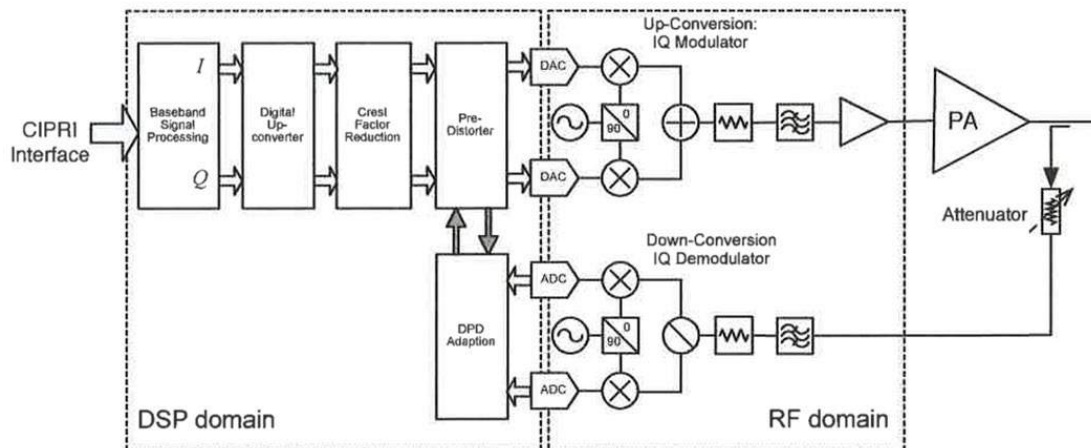 Up-Conversion:
IQ Modulator
CIPRI
Interface
Baseband
Signal
Processing
I
Q
Digital
Up-
converter
Crest
Factor
Reduction
Pre-
Distorter
DAC
DAC
0
90
PA
Attenuator
Down-Conversion
IQ Demodulator
DPD
Adaption
ADC
ADC
0
90
DSP domain
RF domain